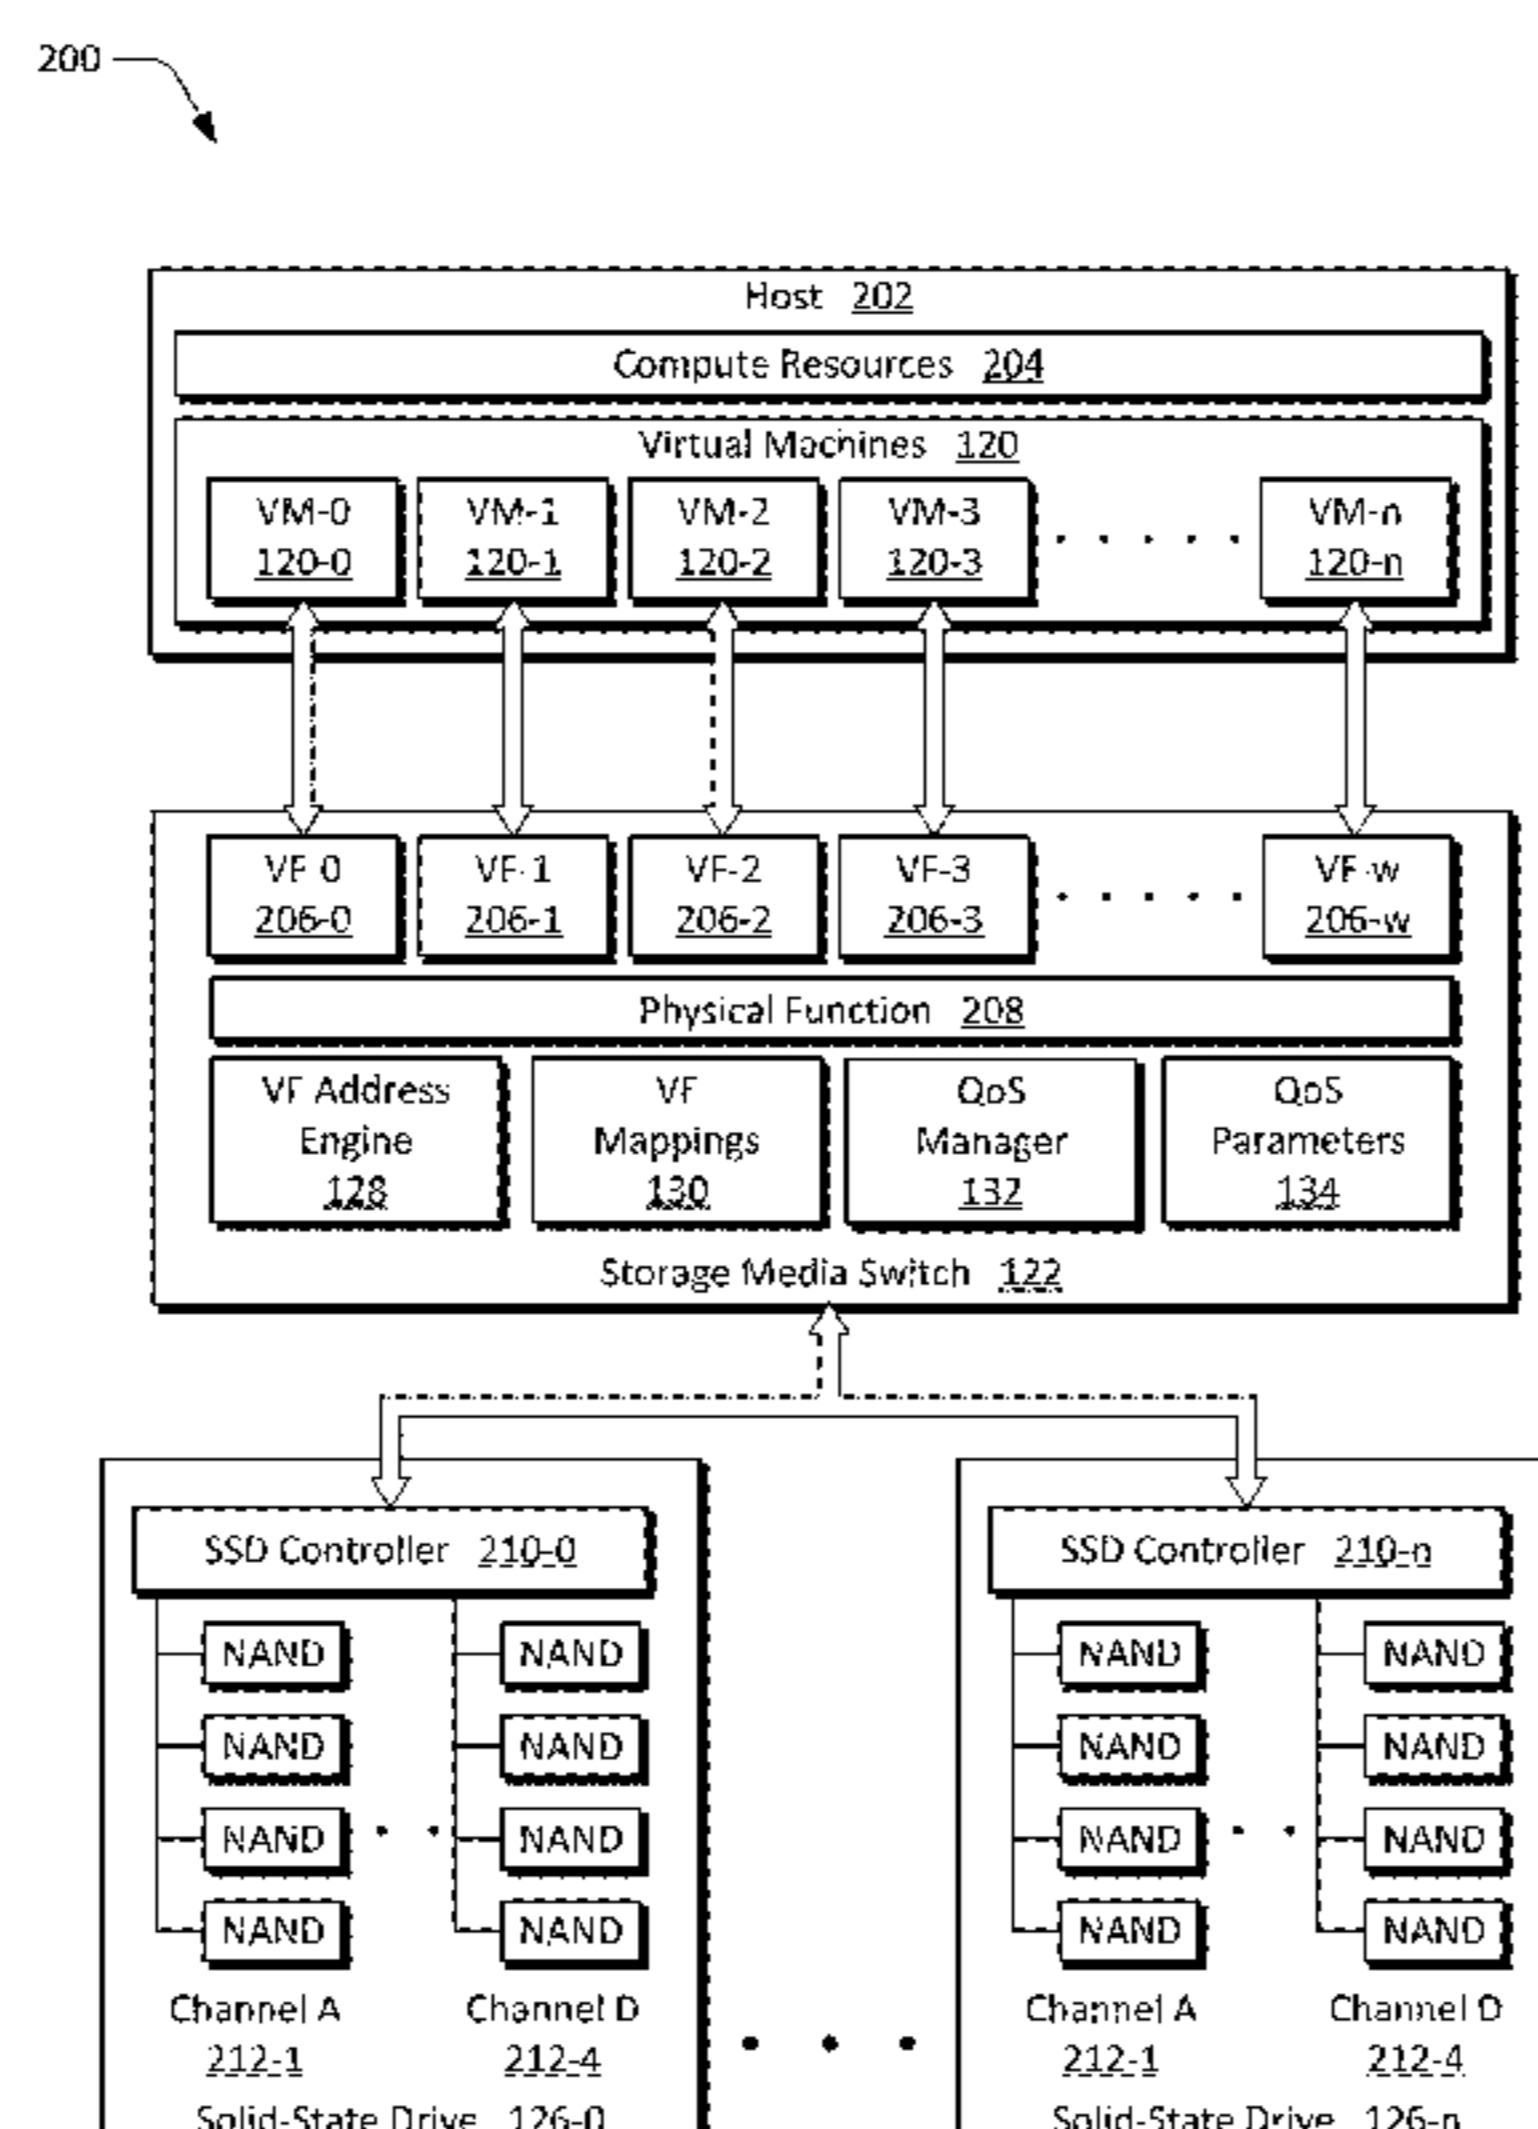 200
Host 202
Compute Resources 204
Virtual Machines 120
VM-0 VM-1 VM-2 VM-3 VM-n
120-0 120-1 120-2 120-3 120-n
VF-0 VF-1 VF-2 VF-3 VF-w
206-0 206-1 206-2 206-3 206-w
Physical Function 208
VF Address Engine 128
VF Mappings 130
QoS Manager 132
QoS Parameters 134
Storage Media Switch 122
SSD Controller 210-0 SSD Controller 210-n
NAND NAND NAND NAND
NAND NAND NAND NAND
NAND NAND NAND NAND
NAND NAND NAND NAND
Channel A Channel D Channel A Channel D
212-1 212-4 212-1 212-4
Solid-State Drive 126-0 Solid-State Drive 126-n